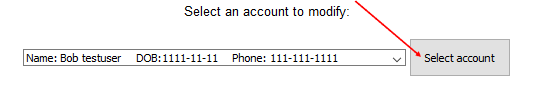 Select an account to modify:
Name: Bob testuser DOB:1111-11-11 Phone: 111-111-1111
Select account